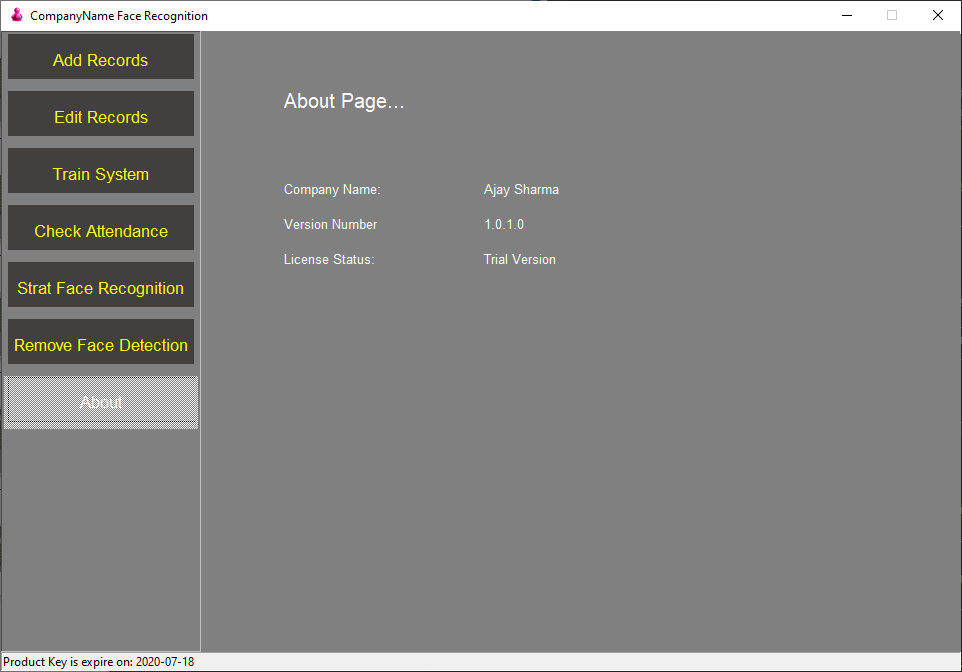 CompanyName Face Recognition
Add Records
Edit Records
Train System
Check Attendance
Strat Face Recognition
Remove Face Detection
About
About Page...
Company Name: Ajay Sharma
Version Number 1.0.1.0
License Status: Trial Version
Product Key is expire on: 2020-07-18